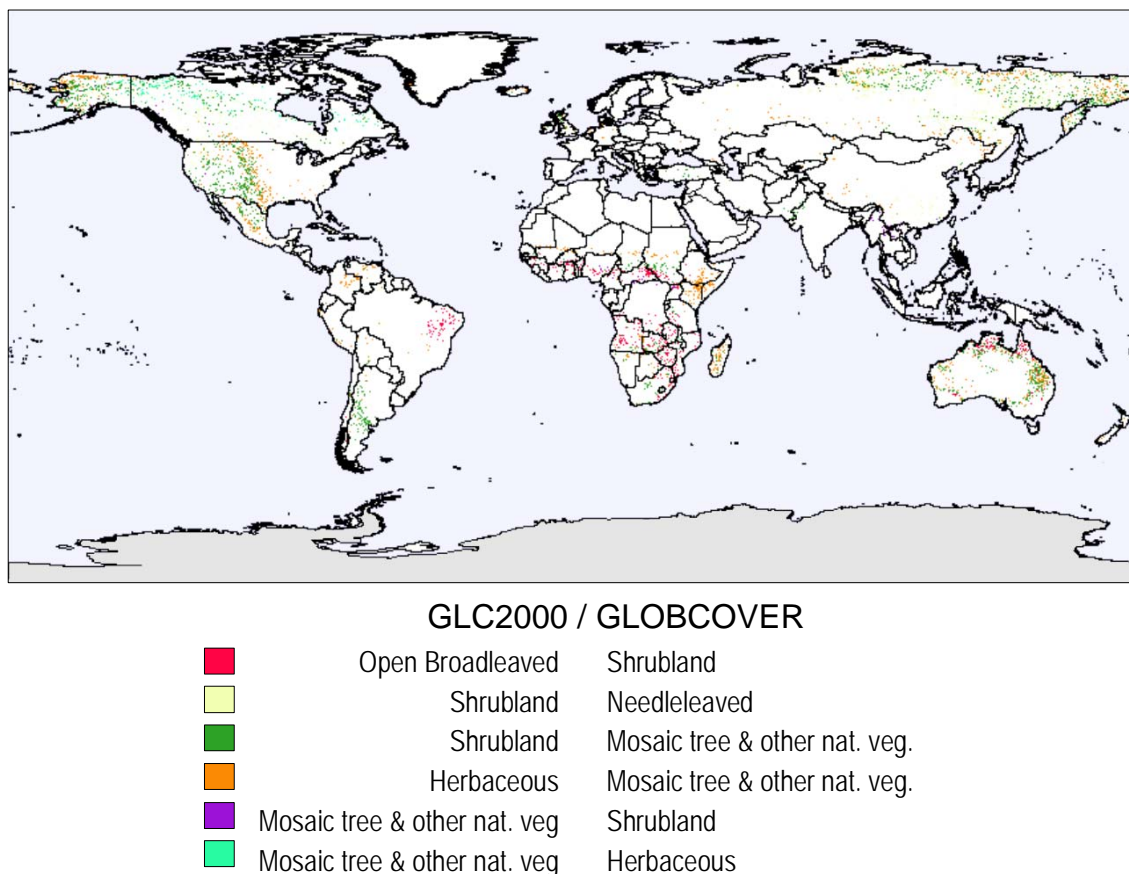 GLC2000 / GLOBCOVER
Open Broadleaved Shrubland
Shrubland Needleleaved
Shrubland Mosaic tree & other nat. veg.
Herbaceous Mosaic tree & other nat. veg.
Mosaic tree & other nat. veg Shrubland
Mosaic tree & other nat. veg Herbaceous